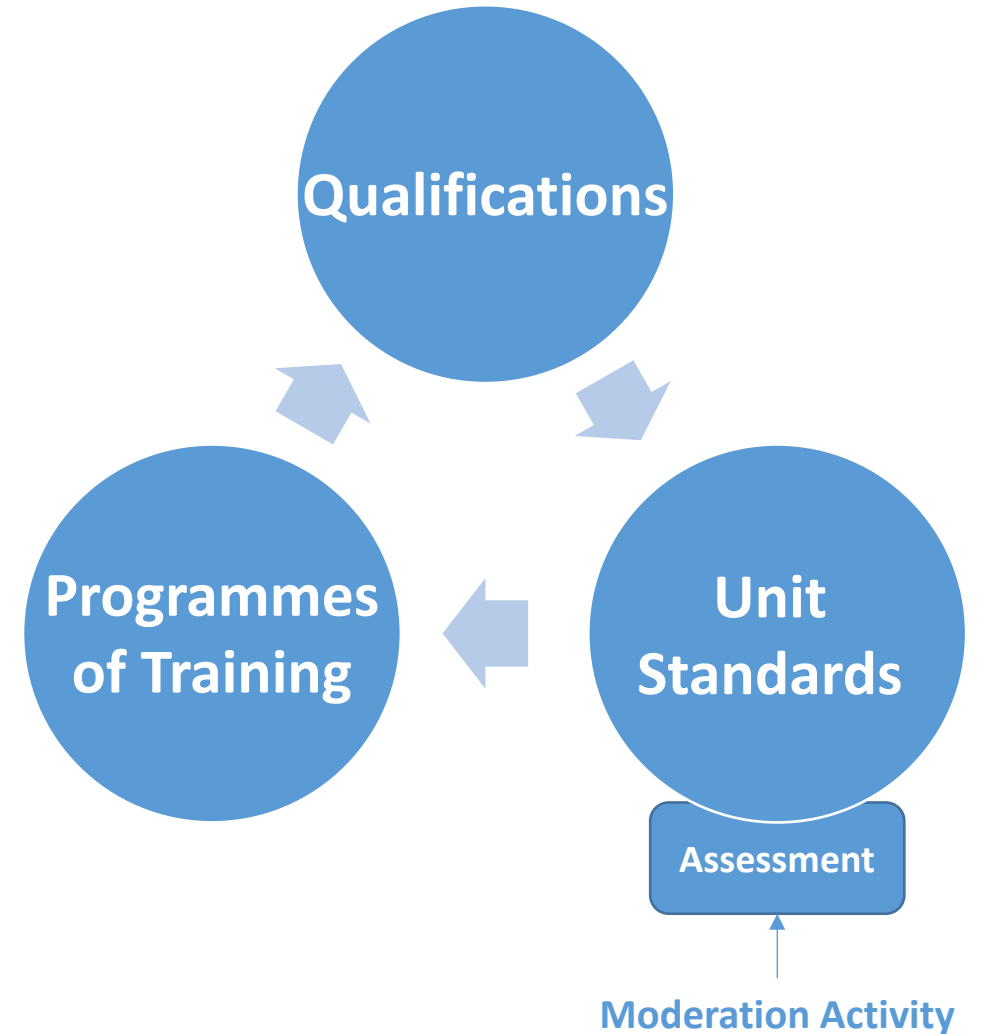 Qualifications
Programmes
of Training
Unit
Standards
Assessment
Moderation Activity